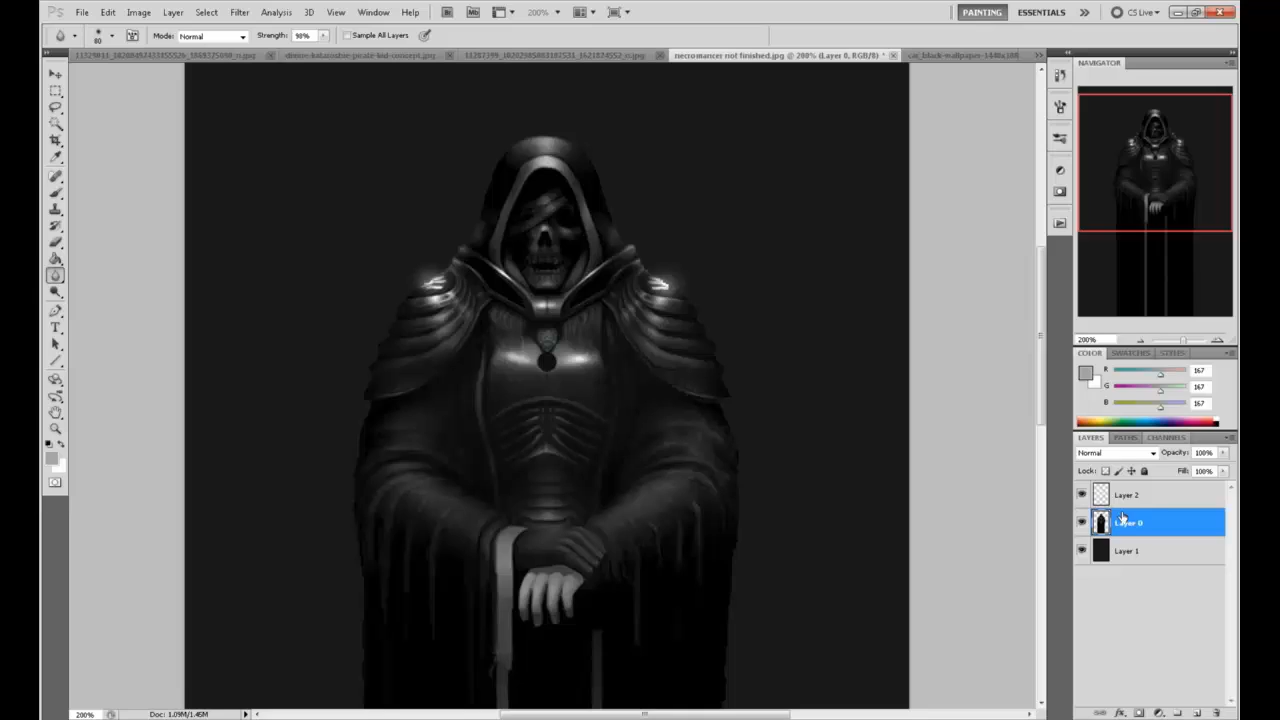 Ps File Edit Image Layer Select Filter Analysis 3D View Window Help Br Mb 200% PAINTING ESSENTIALS CS Live
Mode: Normal Strength: 90% Sample All Layers
necromancer not finished.jpg @ 200% (Layer 0, RGB/8) *
NAVIGATOR
200%
COLOR SWATCHES STYLES
R 167
G 167
B 167
LAYERS PATHS CHANNELS
Normal Opacity: 100%
Lock: Fill: 100%
Layer 2
Layer 0
Layer 1
200% Doc: 1.09M/1.45M